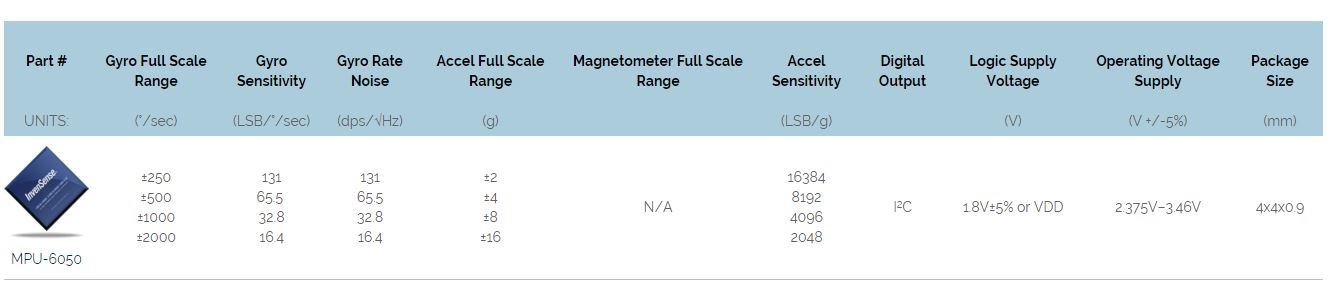 Part # Gyro Full Scale Range Gyro Sensitivity Gyro Rate Noise Accel Full Scale Range Magnetometer Full Scale Range Accel Sensitivity Digital Output Logic Supply Voltage Operating Voltage Supply Package Size
UNITS: (°/sec) (LSB/°/sec) (dps/√Hz) (g) (LSB/g) (V) (V +/-5%) (mm)
InvenSense
MPU-6050
±250 131 131 ±2 16384
±500 65.5 65.5 ±4 8192
±1000 32.8 32.8 ±8 4096
±2000 16.4 16.4 ±16 2048
N/A I²C 1.8V±5% or VDD 2.375V–3.46V 4x4x0.9